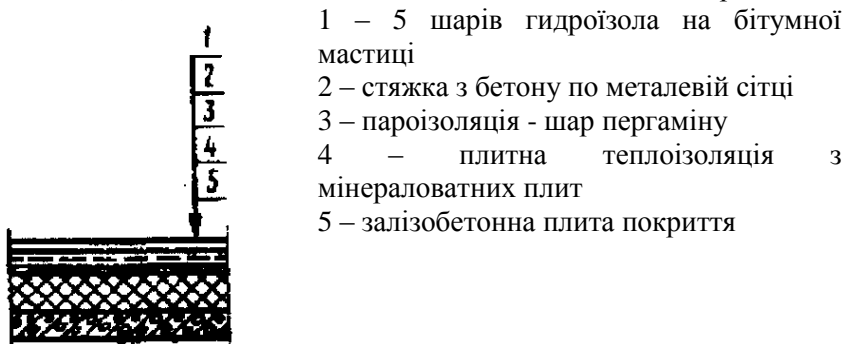 1
2
3
4
5
1 – 5 шарів гидроїзола на бітумної
мастиці
2 – стяжка з бетону по металевій сітці
3 – пароізоляція - шар пергаміну
4 – плитна теплоізоляція з
мінераловатних плит
5 – залізобетонна плита покриття